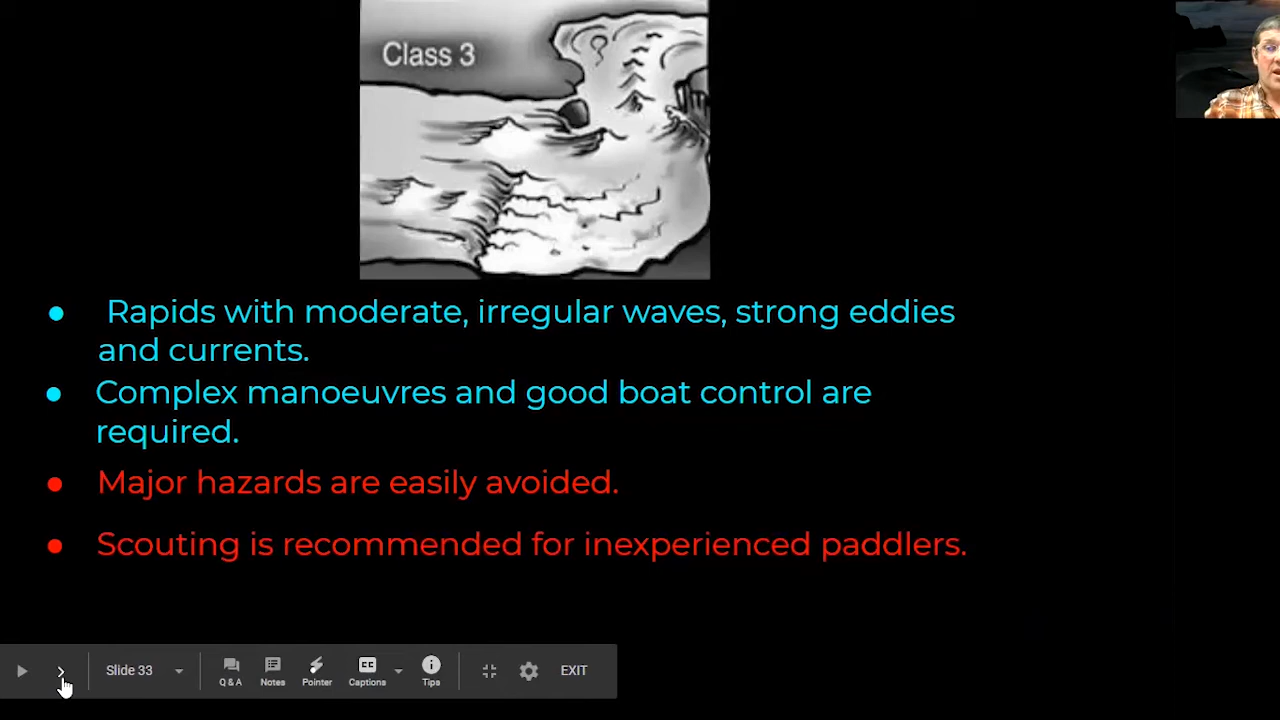 Class 3
● Rapids with moderate, irregular waves, strong eddies
and currents.
● Complex manoeuvres and good boat control are
required.
● Major hazards are easily avoided.
● Scouting is recommended for inexperienced paddlers.
Slide 33
Q & A
Notes
Pointer
CC
Captions
Tips
EXIT